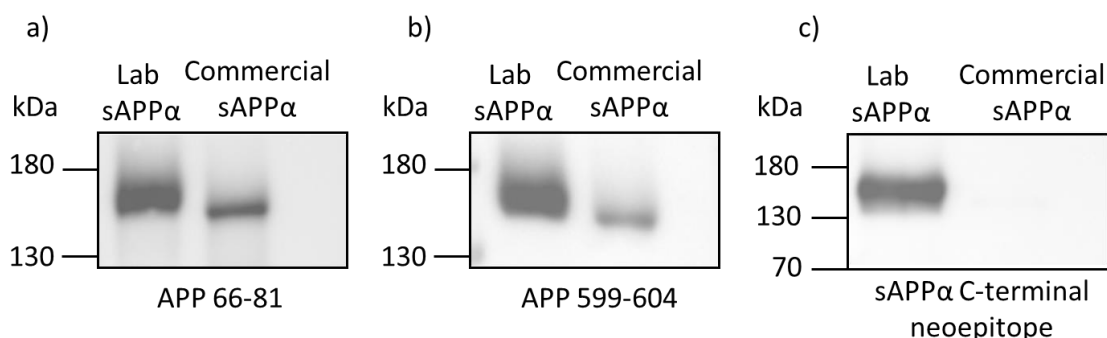 a)
Lab Commercial
kDa sAPPα sAPPα
180
130
APP 66-81
b)
Lab Commercial
kDa sAPPα sAPPα
180
130
APP 599-604
c)
Lab Commercial
kDa sAPPα sAPPα
180
130
70
sAPPα C-terminal
neoepitope